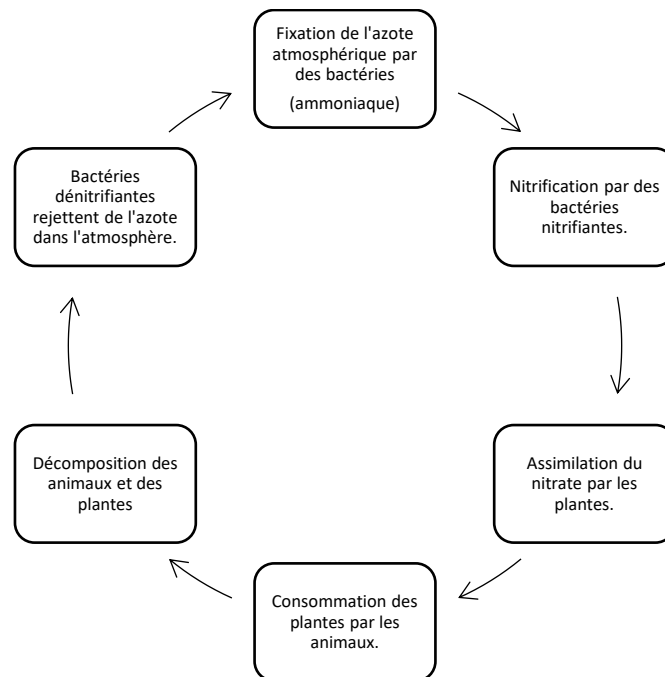 Fixation de l'azote
atmosphérique par
des bactéries
(ammoniaque)
Nitrification par des
bactéries
nitrifiantes.
Assimilation du
nitrate par les
plantes.
Consommation des
plantes par les
animaux.
Décomposition des
animaux et des
plantes
Bactéries
dénitrifiantes
rejettent de l'azote
dans l'atmosphère.